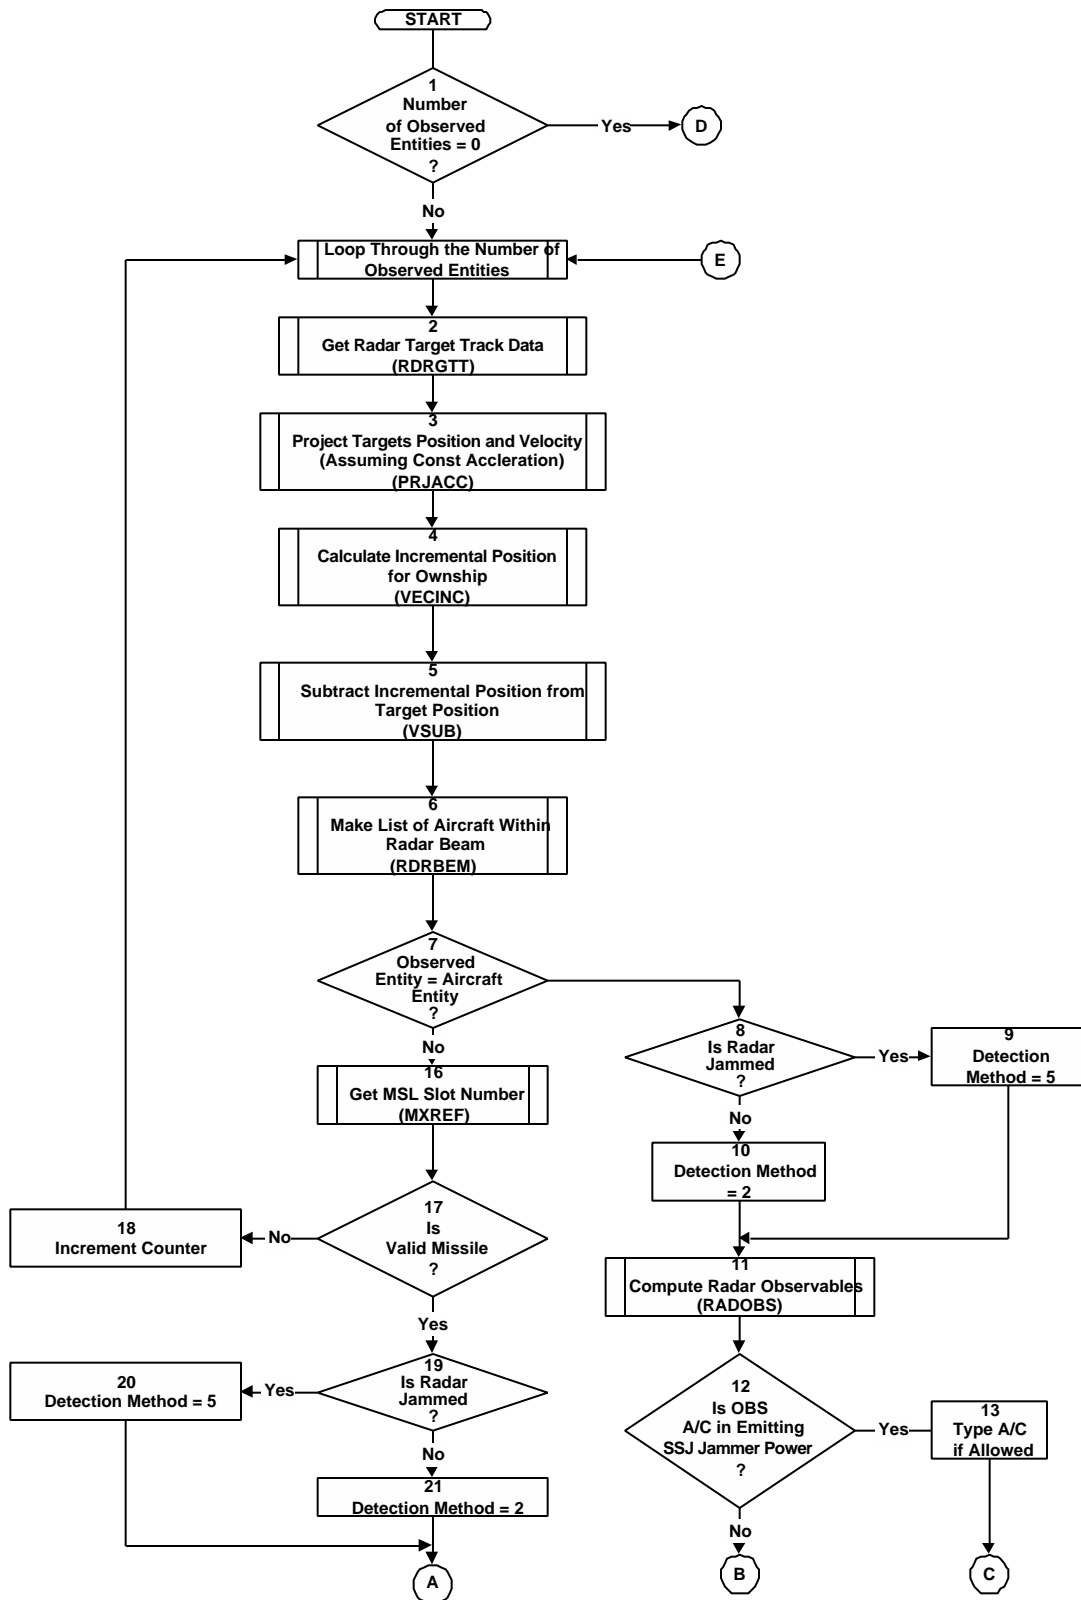 START
1
Number
of Observed
Entities = 0
?
Yes
D
No
Loop Through the Number of
Observed Entities
E
2
Get Radar Target Track Data
(RDRGTT)
3
Project Targets Position and Velocity
(Assuming Const Accleration)
(PRJACC)
4
Calculate Incremental Position
for Ownship
(VECINC)
5
Subtract Incremental Position from
Target Position
(VSUB)
6
Make List of Aircraft Within
Radar Beam
(RDRBEM)
7
Observed
Entity = Aircraft
Entity
?
No
8
Is Radar
Jammed
?
Yes
9
Detection
Method = 5
No
10
Detection Method
= 2
11
Compute Radar Observables
(RADOBS)
12
Is OBS
A/C in Emitting
SSJ Jammer Power
?
Yes
13
Type A/C
if Allowed
No
B
C
16
Get MSL Slot Number
(MXREF)
17
Is
Valid Missile
?
No
18
Increment Counter
Yes
19
Is Radar
Jammed
?
Yes
20
Detection Method = 5
No
21
Detection Method = 2
A